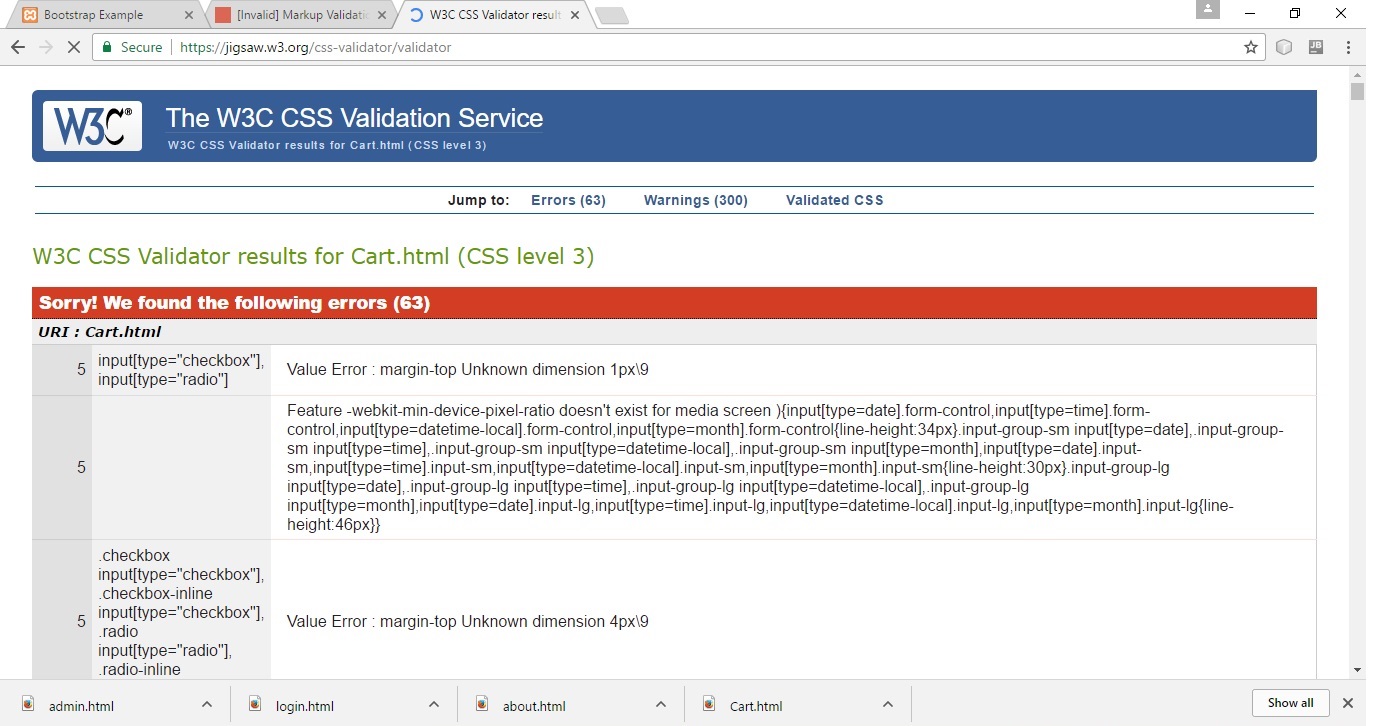 Bootstrap Example
[Invalid] Markup Validati
W3C CSS Validator result
Secure https://jigsaw.w3.org/css-validator/validator
JB
W3C®
The W3C CSS Validation Service
W3C CSS Validator results for Cart.html (CSS level 3)
Jump to: Errors (63) Warnings (300) Validated CSS
W3C CSS Validator results for Cart.html (CSS level 3)
Sorry! We found the following errors (63)
URI : Cart.html
5
input[type="checkbox"],
input[type="radio"]
Value Error : margin-top Unknown dimension 1px\9
5
Feature -webkit-min-device-pixel-ratio doesn't exist for media screen ){input[type=date].form-control,input[type=time].form-
control,input[type=datetime-local].form-control,input[type=month].form-control{line-height:34px}.input-group-sm input[type=date],.input-group-
sm input[type=time],.input-group-sm input[type=datetime-local],.input-group-sm input[type=month],input[type=date].input-
sm,input[type=time].input-sm,input[type=datetime-local].input-sm,input[type=month].input-sm{line-height:30px}.input-group-lg
input[type=date],.input-group-lg input[type=time],.input-group-lg input[type=datetime-local],.input-group-lg
input[type=month],input[type=date].input-lg,input[type=time].input-lg,input[type=datetime-local].input-lg,input[type=month].input-lg{line-
height:46px}}
5
.checkbox
input[type="checkbox"],
.checkbox-inline
input[type="checkbox"],
.radio
input[type="radio"],
.radio-inline
Value Error : margin-top Unknown dimension 4px\9
admin.html
login.html
about.html
Cart.html
Show all